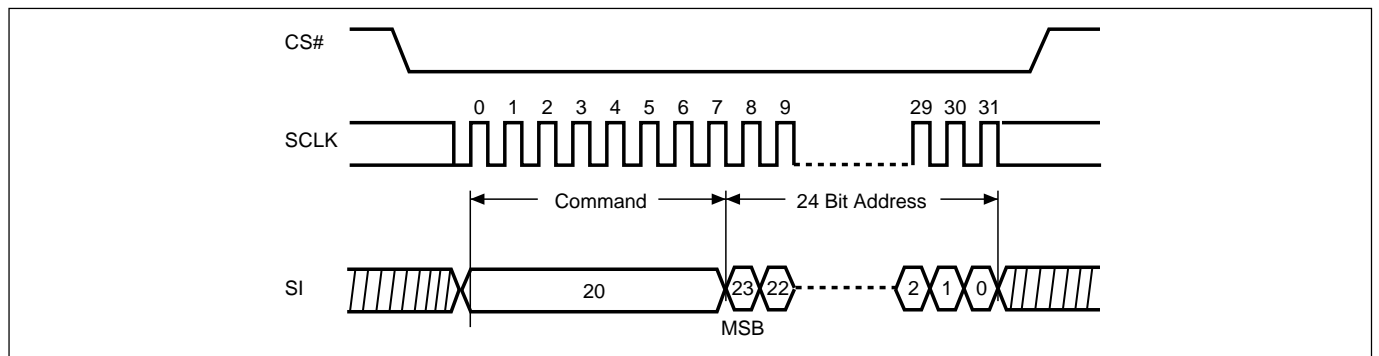 CS#
0 1 2 3 4 5 6 7 8 9 29 30 31
SCLK
Command 24 Bit Address
SI 20 23 22 2 1 0
MSB